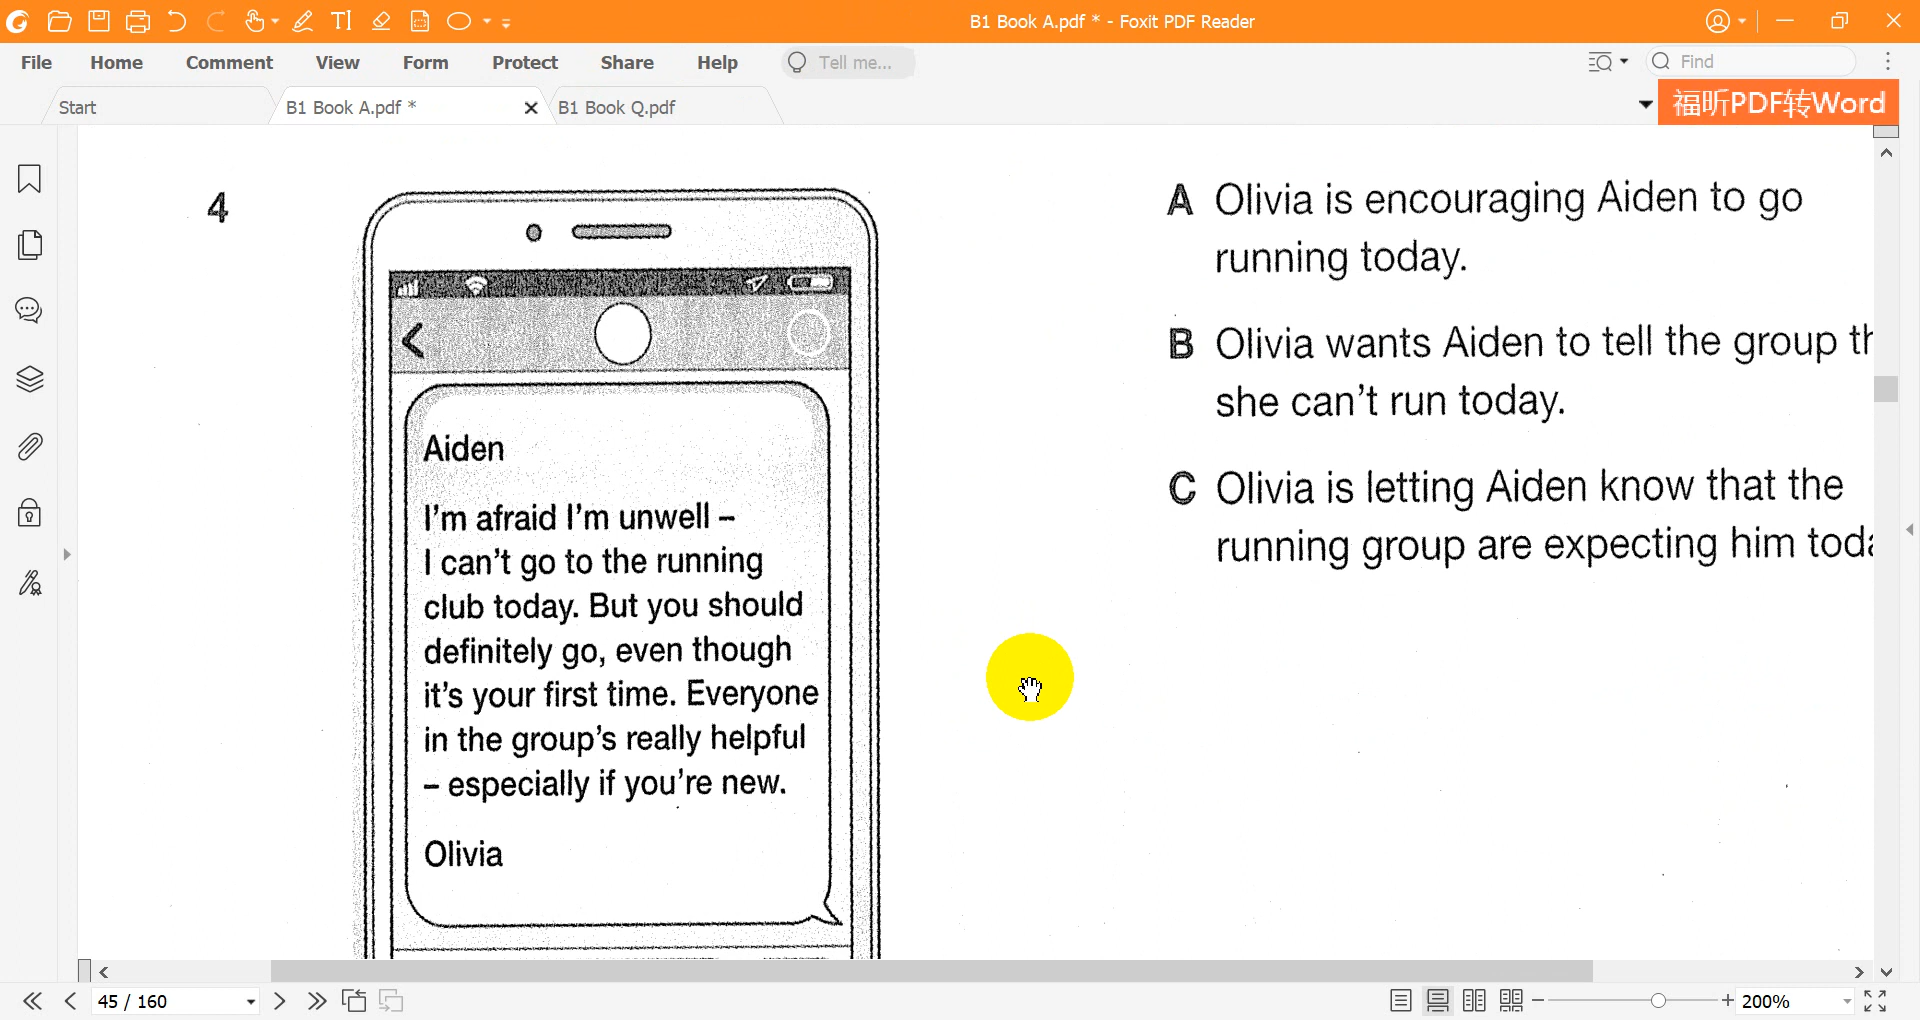 B1 Book A.pdf * - Foxit PDF Reader
File Home Comment View Form Protect Share Help Tell me... Find
Start B1 Book A.pdf * B1 Book Q.pdf 福昕PDF转Word
4
Aiden
I'm afraid I'm unwell –
I can't go to the running
club today. But you should
definitely go, even though
it's your first time. Everyone
in the group's really helpful
– especially if you're new.
Olivia
A Olivia is encouraging Aiden to go
running today.
B Olivia wants Aiden to tell the group th
she can't run today.
C Olivia is letting Aiden know that the
running group are expecting him toda
45 / 160
200%